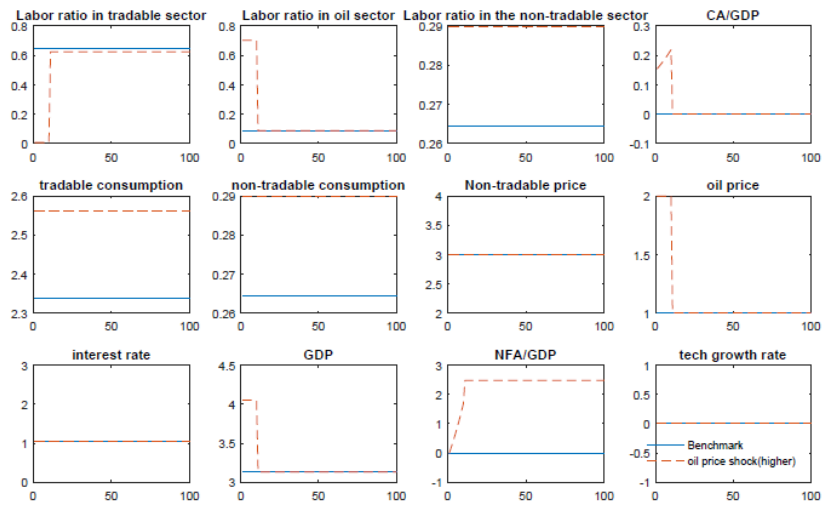 Labor ratio in tradable sector
0.8
0.6
0.4
0.2
0
0 50 100
Labor ratio in oil sector
0.8
0.6
0.4
0.2
0
0 50 100
Labor ratio in the non-tradable sector
0.29
0.28
0.27
0.26
0 50 100
CA/GDP
0.3
0.2
0.1
0
-0.1
0 50 100
tradable consumption
2.6
2.5
2.4
2.3
0 50 100
non-tradable consumption
0.29
0.28
0.27
0.26
0 50 100
Non-tradable price
4
3.5
3
2.5
2
0 50 100
oil price
2
1.5
1
0 50 100
interest rate
3
2
1
0
0 50 100
GDP
4.5
4
3.5
3
0 50 100
NFA/GDP
3
2
1
0
-1
0 50 100
tech growth rate
1
0.5
0
-0.5
-1
0 50 100
Benchmark
oil price shock(higher)